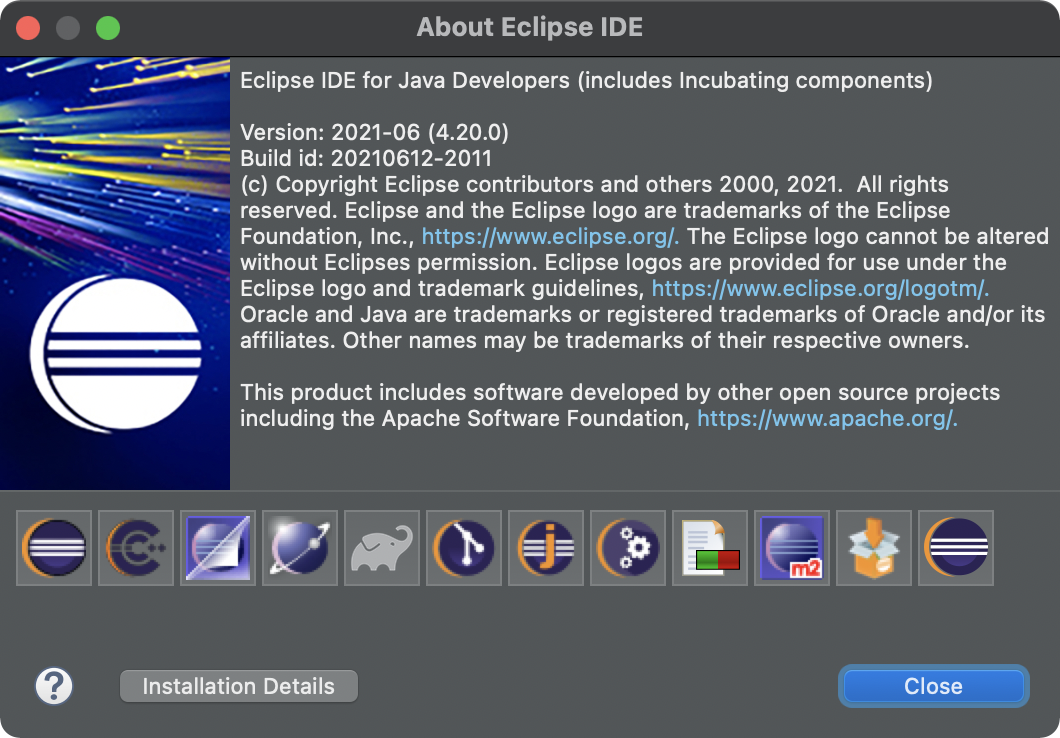 About Eclipse IDE
Eclipse IDE for Java Developers (includes Incubating components)
Version: 2021-06 (4.20.0)
Build id: 20210612-2011
(c) Copyright Eclipse contributors and others 2000, 2021.  All rights
reserved. Eclipse and the Eclipse logo are trademarks of the Eclipse
Foundation, Inc., https://www.eclipse.org/. The Eclipse logo cannot be altered
without Eclipses permission. Eclipse logos are provided for use under the
Eclipse logo and trademark guidelines, https://www.eclipse.org/logotm/.
Oracle and Java are trademarks or registered trademarks of Oracle and/or its
affiliates. Other names may be trademarks of their respective owners.
This product includes software developed by other open source projects
including the Apache Software Foundation, https://www.apache.org/.
C++ j m2
? Installation Details Close